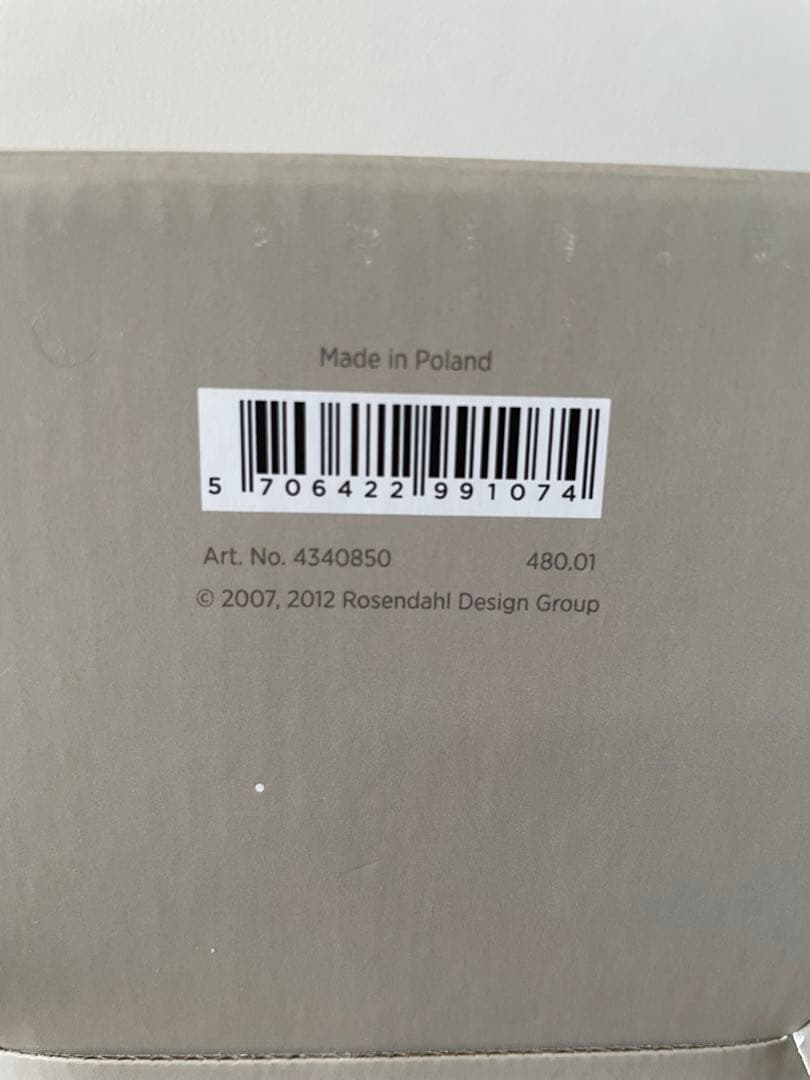 Made in Poland
5 706422 991074
Art. No. 4340850 480.01
© 2007, 2012 Rosendahl Design Group